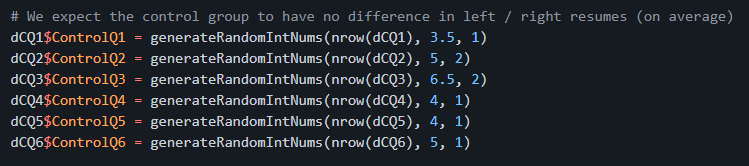 # We expect the control group to have no difference in left / right resumes (on average)
dCQ1$ControlQ1 = generateRandomIntNums(nrow(dCQ1), 3.5, 1)
dCQ2$ControlQ2 = generateRandomIntNums(nrow(dCQ2), 5, 2)
dCQ3$ControlQ3 = generateRandomIntNums(nrow(dCQ3), 6.5, 2)
dCQ4$ControlQ4 = generateRandomIntNums(nrow(dCQ4), 4, 1)
dCQ5$ControlQ5 = generateRandomIntNums(nrow(dCQ5), 4, 1)
dCQ6$ControlQ6 = generateRandomIntNums(nrow(dCQ6), 5, 1)